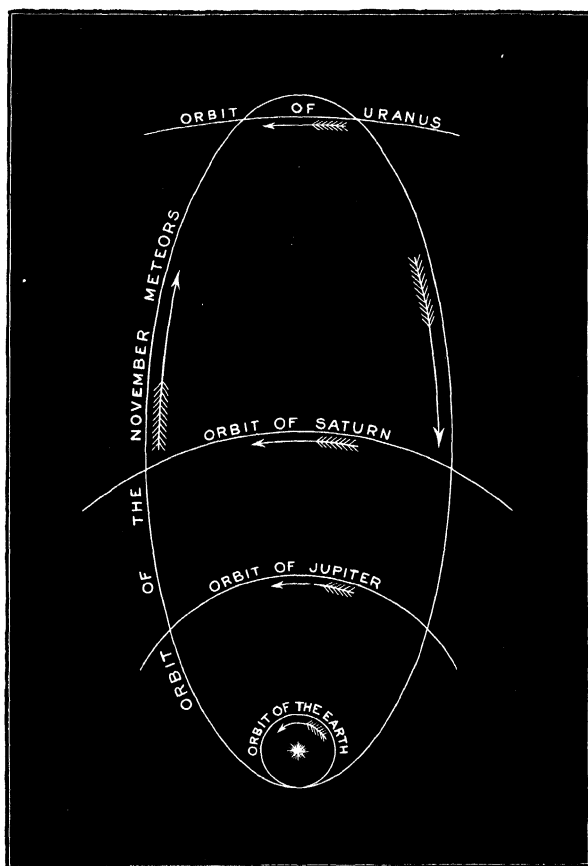 ORBIT OF URANUS
ORBIT OF THE NOVEMBER METEORS
ORBIT OF SATURN
ORBIT OF JUPITER
ORBIT OF THE EARTH